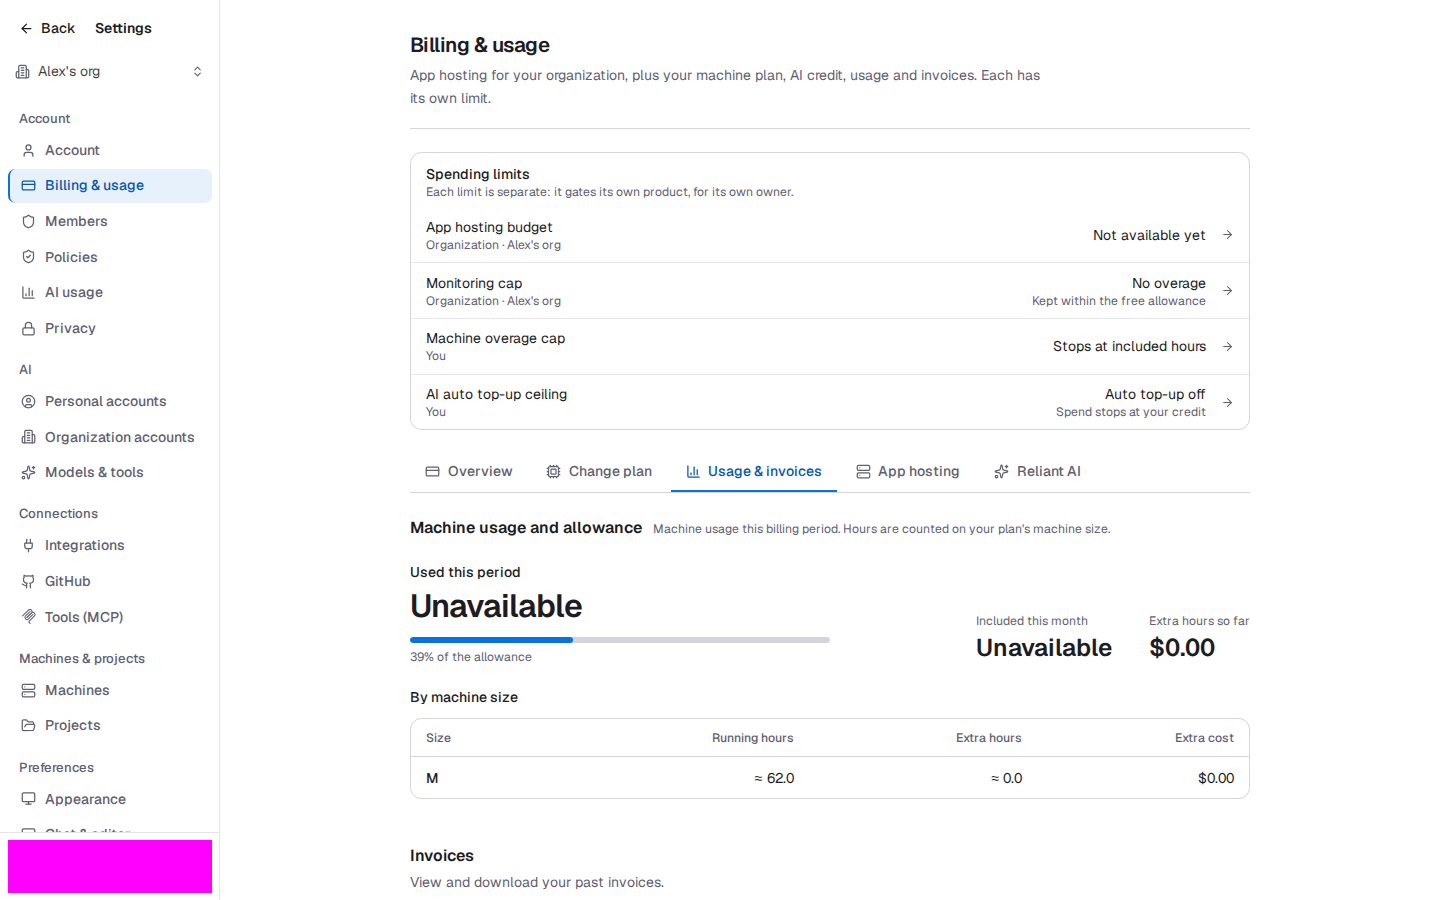 Back Settings
Alex's org
Account
Account
Billing & usage
Members
Policies
AI usage
Privacy
AI
Personal accounts
Organization accounts
Models & tools
Connections
Integrations
GitHub
Tools (MCP)
Machines & projects
Machines
Projects
Preferences
Appearance
Billing & usage
App hosting for your organization, plus your machine plan, AI credit, usage and invoices. Each has
its own limit.
Spending limits
Each limit is separate: it gates its own product, for its own owner.
App hosting budget
Organization · Alex's org
Not available yet
Monitoring cap
Organization · Alex's org
No overage
Kept within the free allowance
Machine overage cap
You
Stops at included hours
AI auto top-up ceiling
You
Auto top-up off
Spend stops at your credit
Overview Change plan Usage & invoices App hosting Reliant AI
Machine usage and allowance Machine usage this billing period. Hours are counted on your plan's machine size.
Used this period
Unavailable
39% of the allowance
Included this month
Unavailable
Extra hours so far
$0.00
By machine size
Size Running hours Extra hours Extra cost
M ≈ 62.0 ≈ 0.0 $0.00
Invoices
View and download your past invoices.